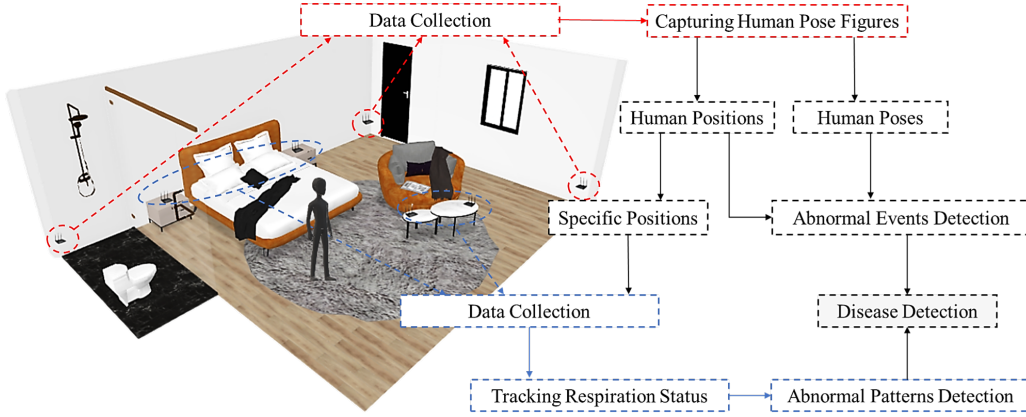 Data Collection
Capturing Human Pose Figures
Human Positions
Human Poses
Specific Positions
Abnormal Events Detection
Data Collection
Disease Detection
Tracking Respiration Status
Abnormal Patterns Detection